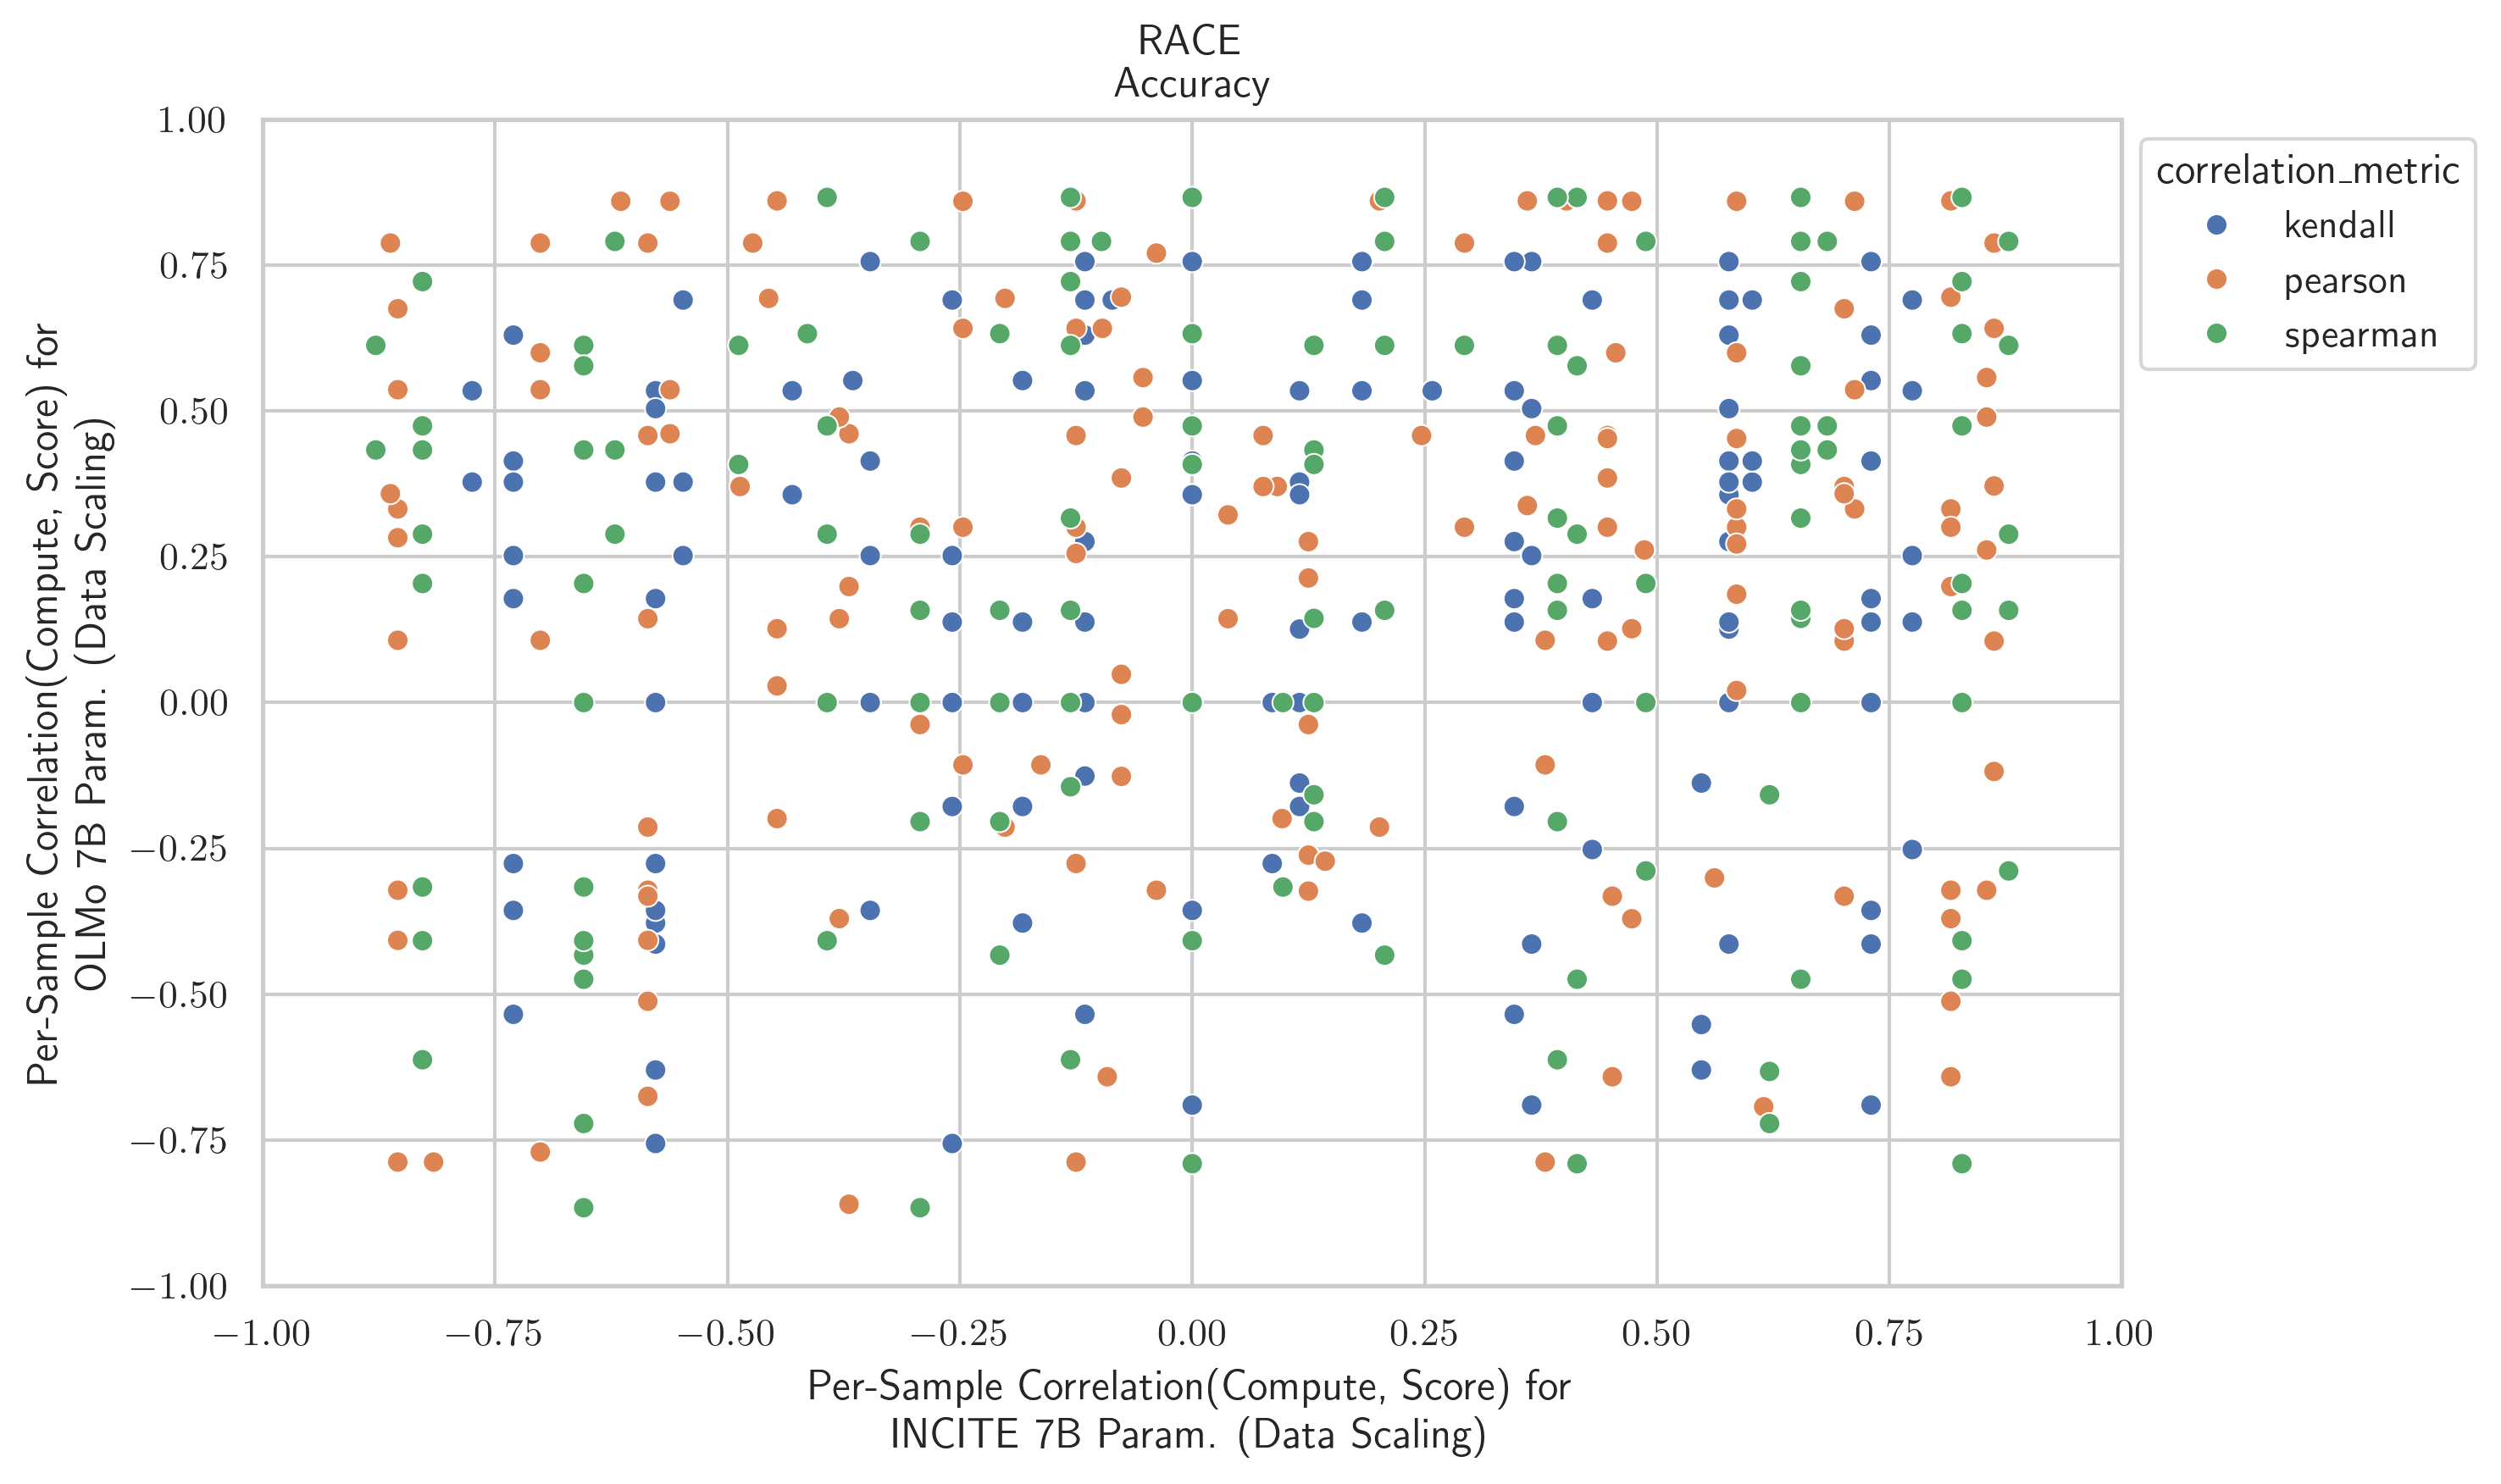 RACE
Accuracy
Per-Sample Correlation(Compute, Score) for
OLMo 7B Param. (Data Scaling)
1.00
0.75
0.50
0.25
0.00
−0.25
−0.50
−0.75
−1.00
−1.00 −0.75 −0.50 −0.25 0.00 0.25 0.50 0.75 1.00
Per-Sample Correlation(Compute, Score) for
INCITE 7B Param. (Data Scaling)
correlation_metric
kendall
pearson
spearman